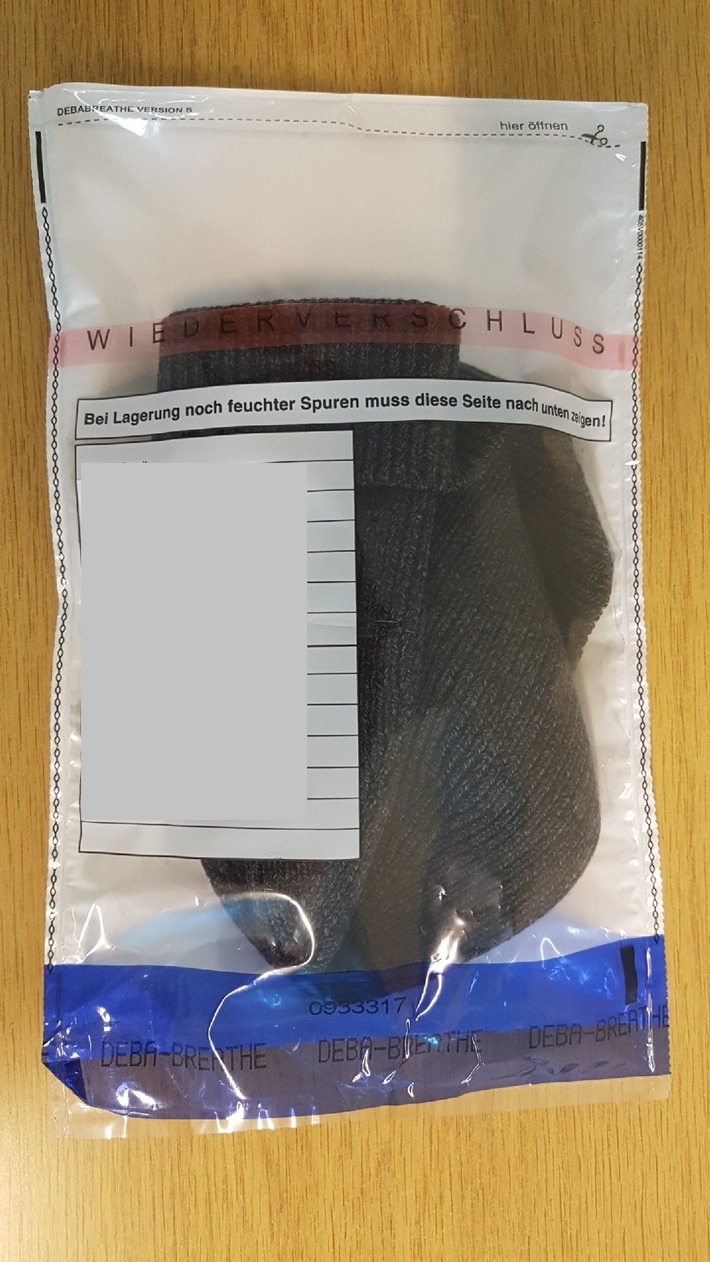 DEBABREATHE VERSION S
hier öffnen
WIEDERVERSCHLUSS
Bei Lagerung noch feuchter Spuren muss diese Seite nach unten zeigen!
0933317
DEBA-BREATHE DEBA-BREATHE DEBA-BREATHE